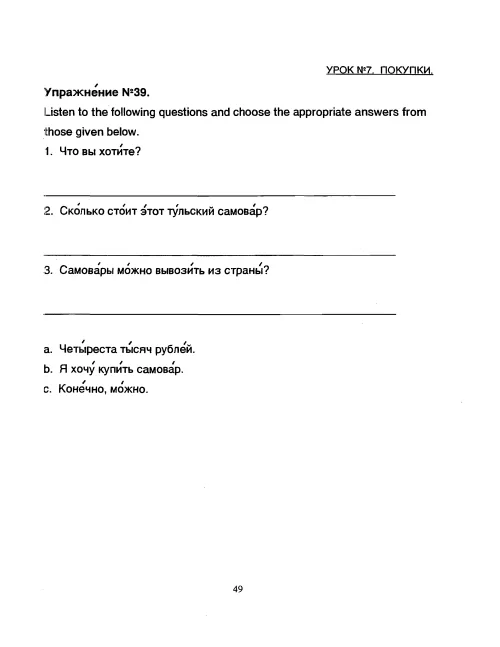 УРОК №7. ПОКУПКИ.
Упражне́ние №39.
Listen to the following questions and choose the appropriate answers from
those given below.
1. Что вы хоти́те?
2. Ско́лько сто́ит э́тот ту́льский самова́р?
3. Самова́ры мо́жно вывози́ть из страны́?
a. Четы́реста ты́сяч рубле́й.
b. Я хочу́ купи́ть самова́р.
c. Коне́чно, мо́жно.
49